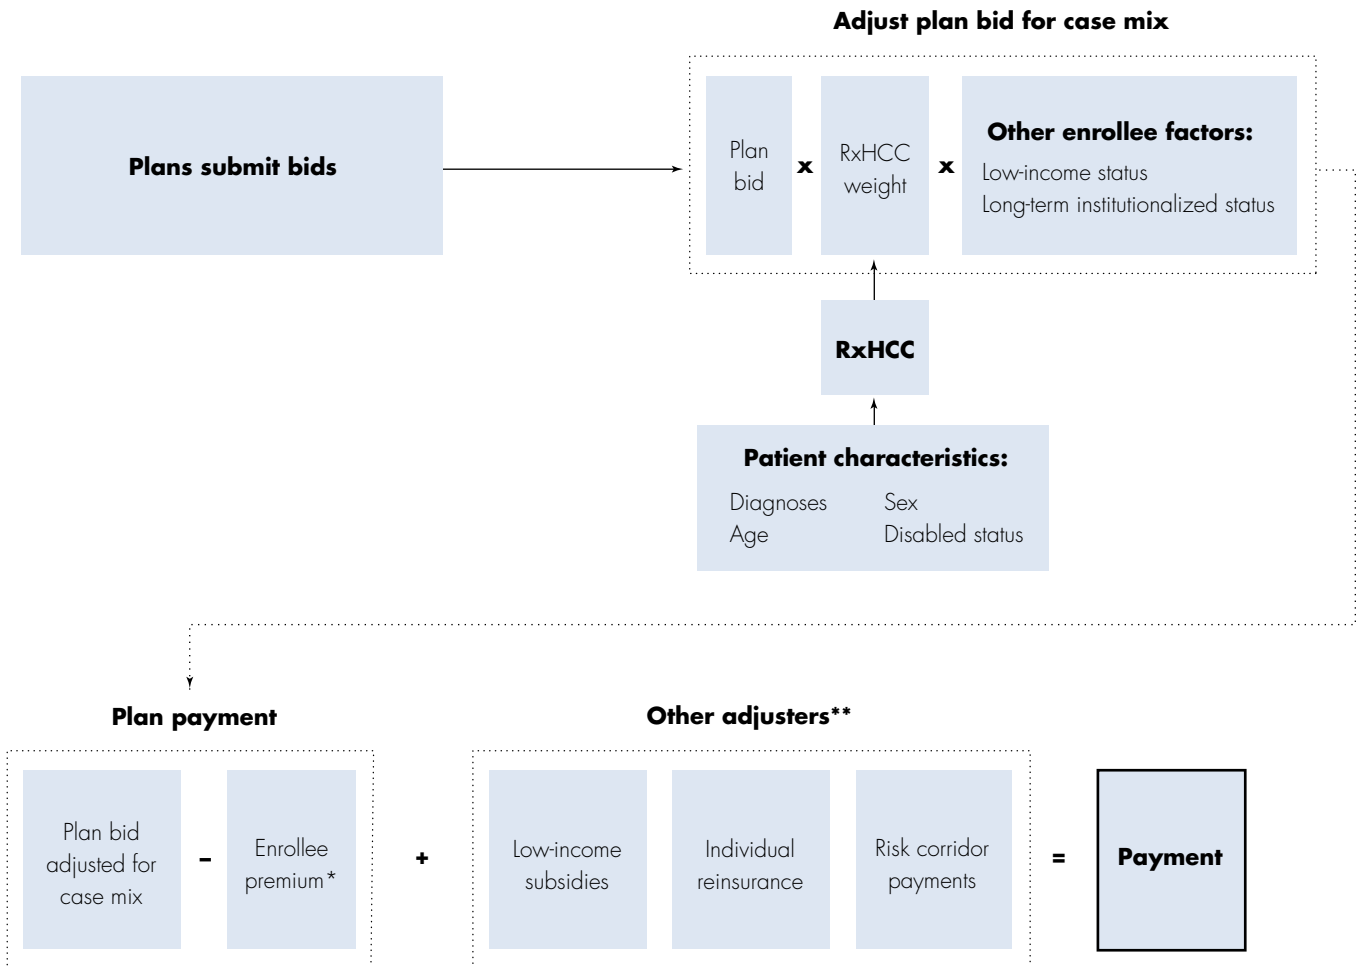 Adjust plan bid for case mix
Plans submit bids
Plan
bid
x
RxHCC
weight
x
Other enrollee factors:
Low-income status
Long-term institutionalized status
RxHCC
Patient characteristics:
Diagnoses
Sex
Age
Disabled status
Plan payment
Other adjusters**
Plan bid
adjusted for
case mix
–
Enrollee
premium*
+
Low-income
subsidies
Individual
reinsurance
Risk corridor
payments
=
Payment